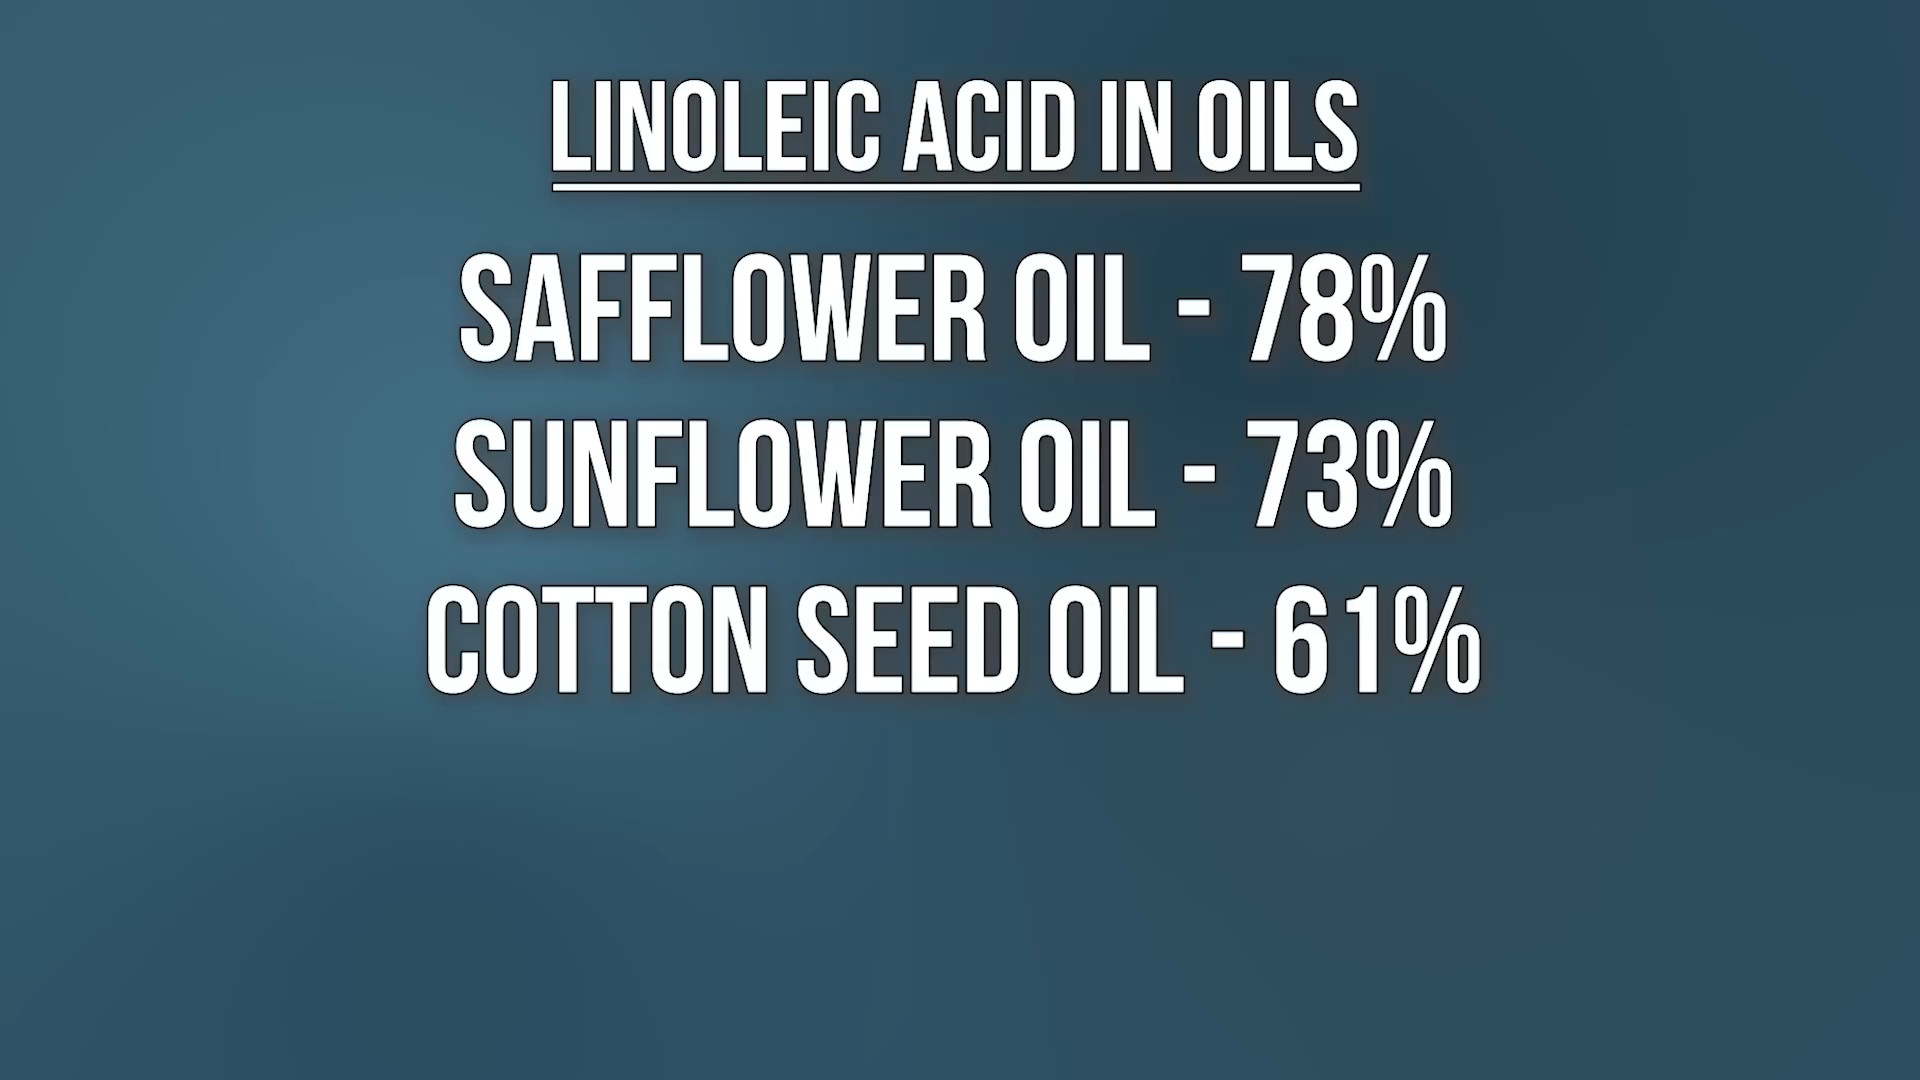 LINOLEIC ACID IN OILS
SAFFLOWER OIL - 78%
SUNFLOWER OIL - 73%
COTTON SEED OIL - 61%